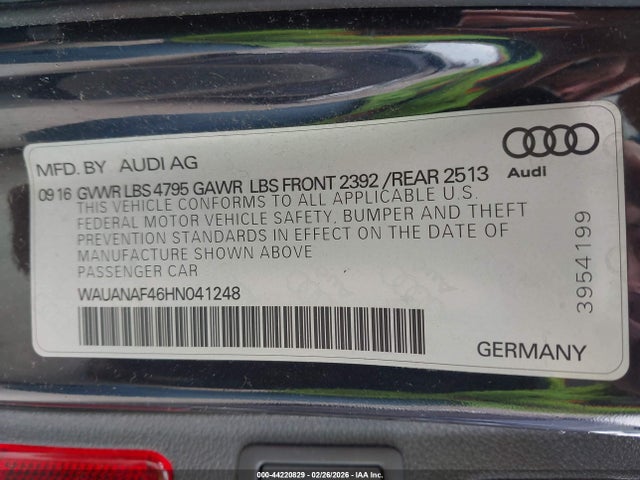 MFD. BY AUDI AG
09 16 GVWR LBS 4795 GAWR LBS FRONT 2392 /REAR 2513
THIS VEHICLE CONFORMS TO ALL APPLICABLE U.S.
FEDERAL MOTOR VEHICLE SAFETY, BUMPER AND THEFT
PREVENTION STANDARDS IN EFFECT ON THE DATE OF
MANUFACTURE SHOWN ABOVE
PASSENGER CAR
WAUANAF46HN041248
Audi
3954199
GERMANY
000-44220829 - 02/26/2026 - IAA Inc.